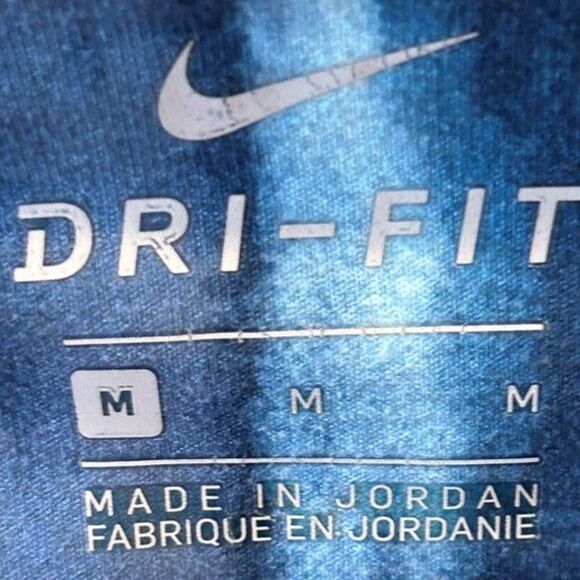 DRI-FIT
M M M
MADE IN JORDAN
FABRIQUE EN JORDANIE